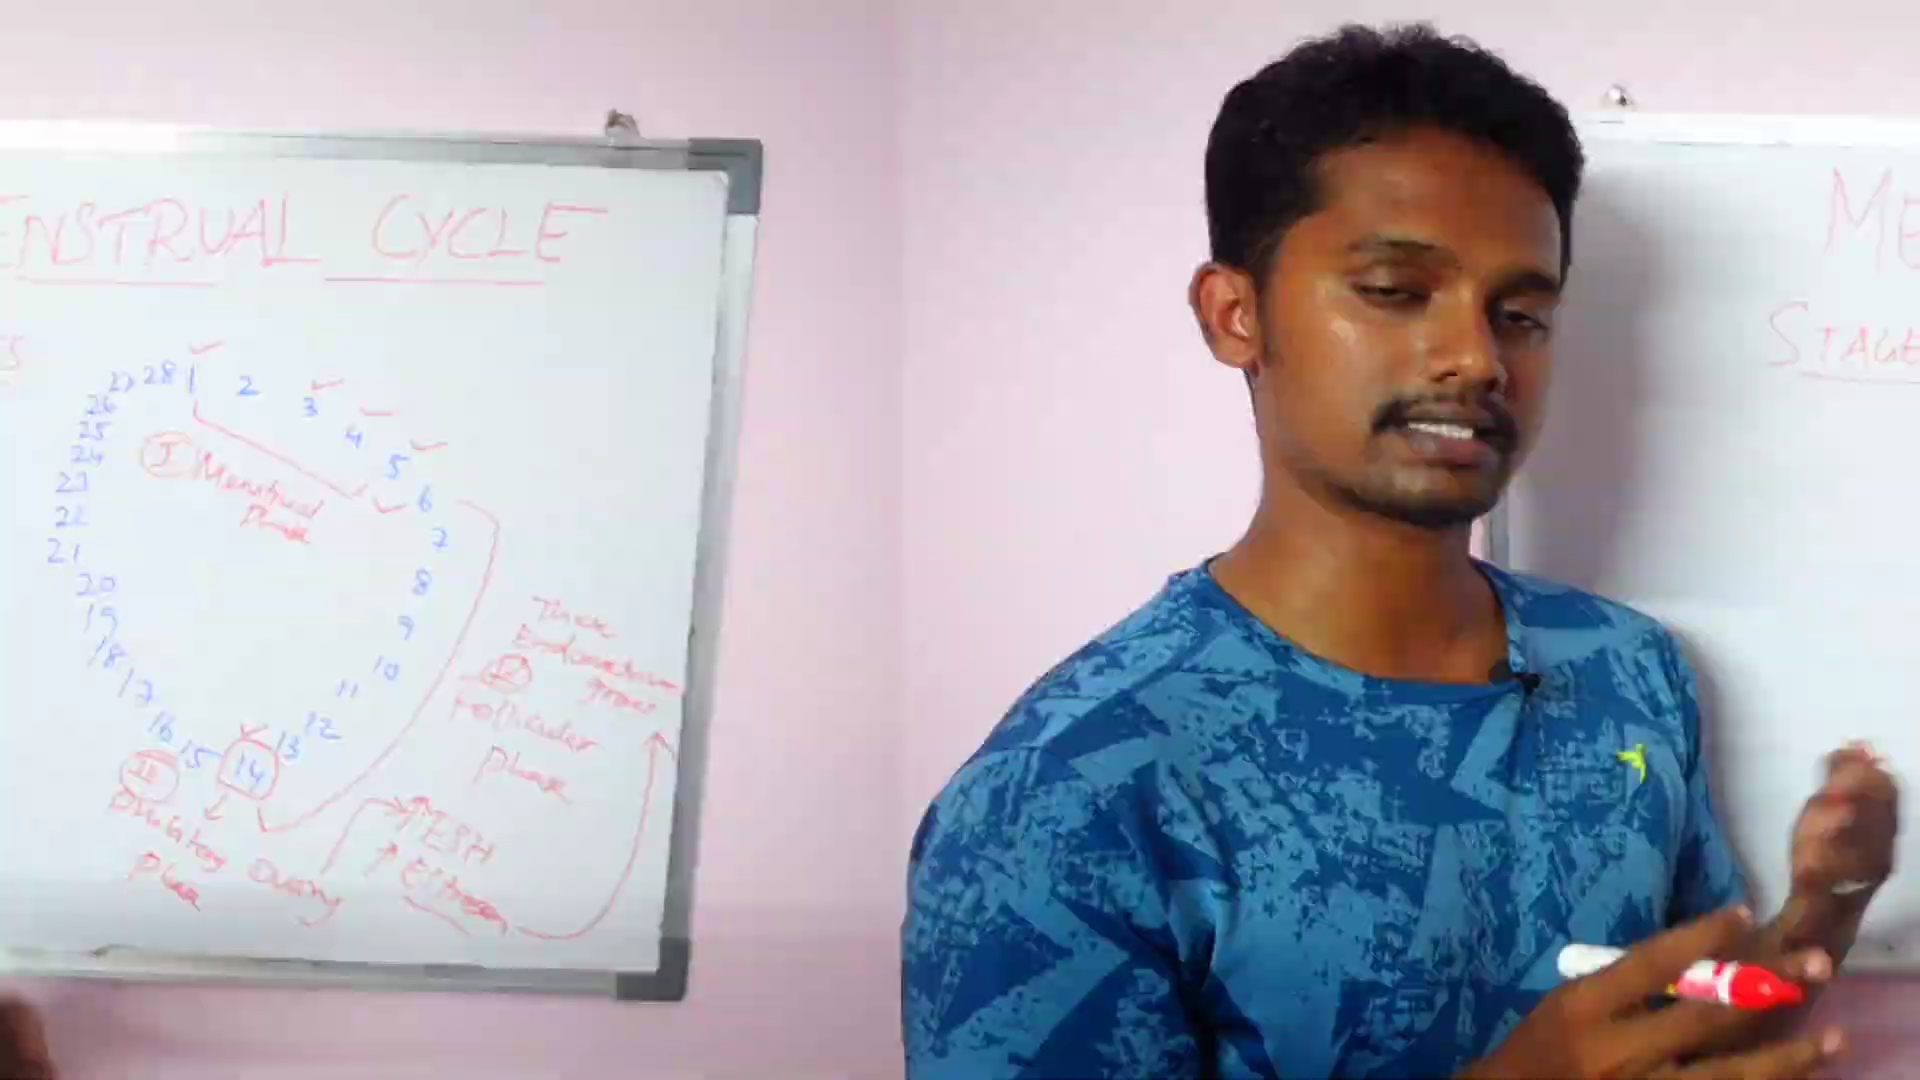 ENSTRUAL CYCLE
S
ME
STAGE
27 28 1 2 3 4 5 6 7 8 9 10 11 12 13 14 15 16 17 18 19 20 21 22 23 24 25 26
I Menstrual
Phase
Endometrium
grows
II
Follicular
Phase
Ovulatory
Phase
Ovary
↑ FSH
↑ Estrogen